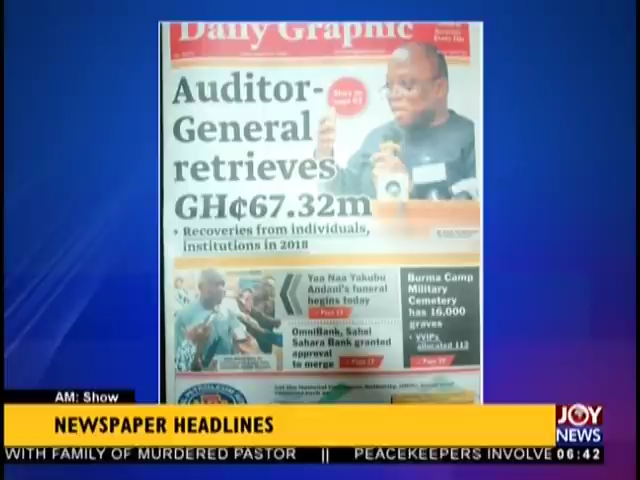 Daily Graphic
Auditor-
General
retrieves
GH¢67.32m
• Recoveries from individuals,
institutions in 2018
Yaa Naa Yakubu
Andani's funeral
begins today
OmniBank, Sahel
Sahara Bank granted
approval
to merge
Burma Camp
Military
Cemetery
has 16,000
graves
• VVIPs
allocated 112
AM: Show
NEWSPAPER HEADLINES
JOY
NEWS
WITH FAMILY OF MURDERED PASTOR || PEACEKEEPERS INVOLVE
06:42